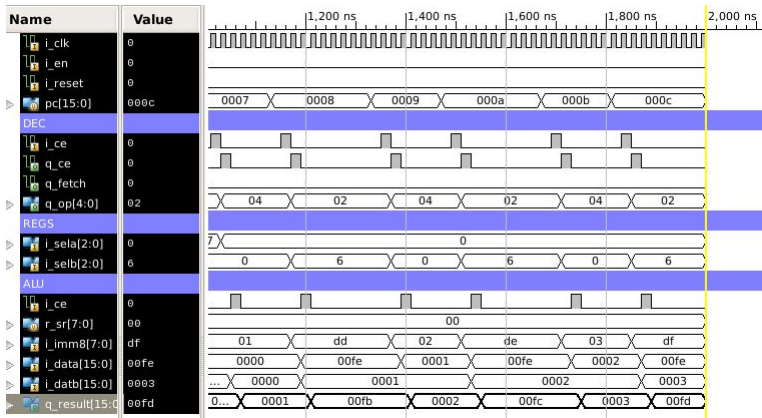 Name Value 1,200 ns 1,400 ns 1,600 ns 1,800 ns 2,000 ns
i_clk 0
i_en 0
i_reset 0
pc[15:0] 000c 0007 0008 0009 000a 000b 000c
DEC
i_ce 0
q_ce 0
q_fetch 0
q_op[4:0] 02 04 02 04 02 04 02
REGS
i_sela[2:0] 0 7 0
i_selb[2:0] 6 0 6 0 6 0 6
ALU
i_ce 0
r_sr[7:0] 00 00
i_imm8[7:0] df 01 dd 02 de 03 df
i_data[15:0] 00fe 0000 00fe 0001 00fe 0002 00fe
i_datb[15:0] 0003 ... 0000 0001 0002 0003
q_result[15:0 00fd 0... 0001 00fb 0002 00fc 0003 00fd